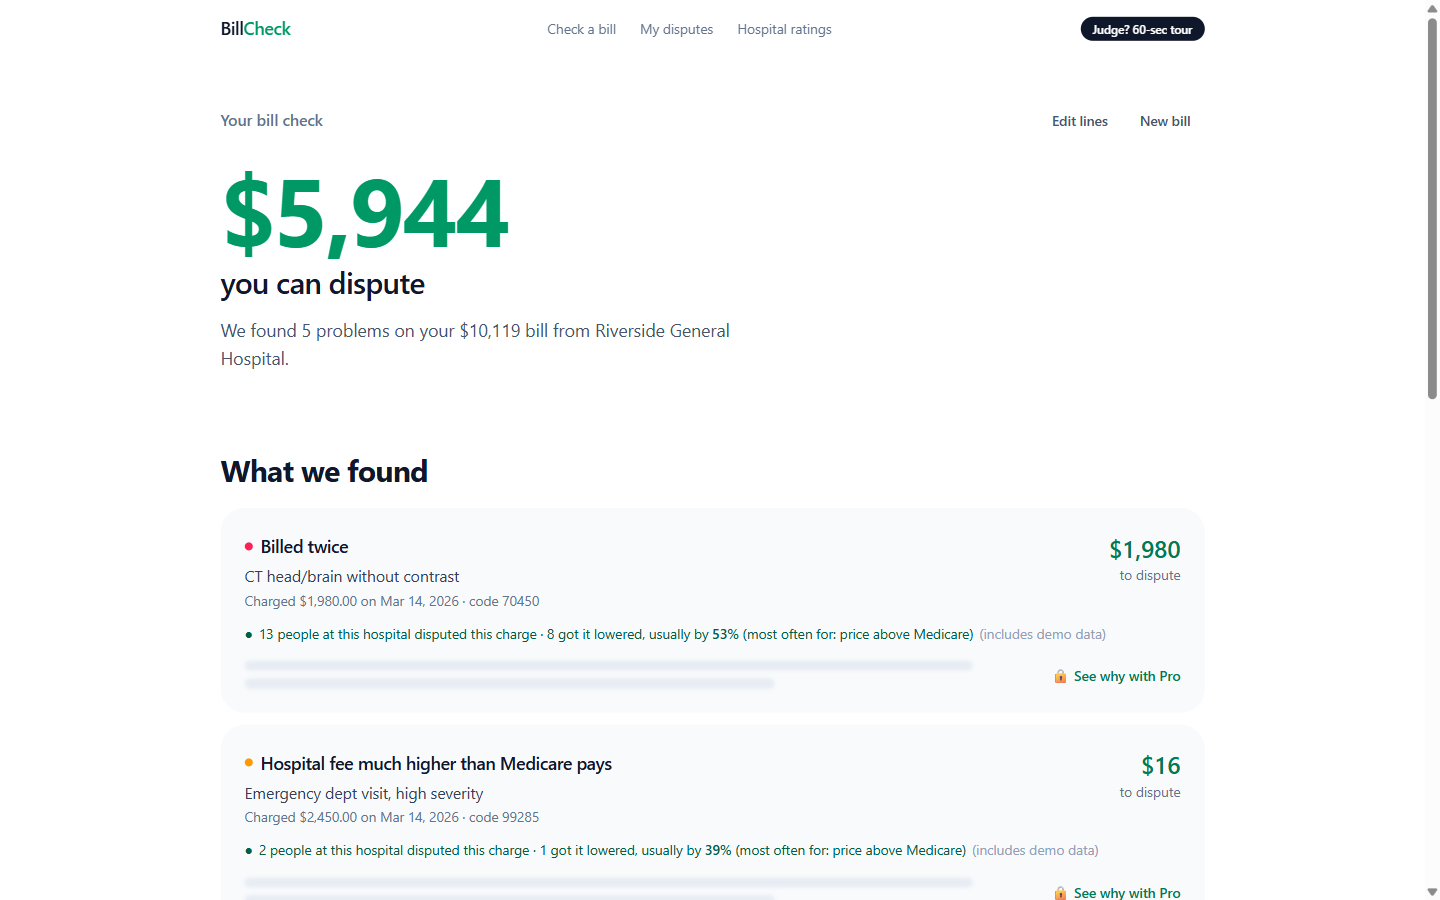 BillCheck
Check a bill
My disputes
Hospital ratings
Judge? 60-sec tour
Your bill check
Edit lines
New bill
$5,944
you can dispute
We found 5 problems on your $10,119 bill from Riverside General
Hospital.
What we found
Billed twice
$1,980
to dispute
CT head/brain without contrast
Charged $1,980.00 on Mar 14, 2026 · code 70450
13 people at this hospital disputed this charge · 8 got it lowered, usually by 53% (most often for: price above Medicare) (includes demo data)
See why with Pro
Hospital fee much higher than Medicare pays
$16
to dispute
Emergency dept visit, high severity
Charged $2,450.00 on Mar 14, 2026 · code 99285
2 people at this hospital disputed this charge · 1 got it lowered, usually by 39% (most often for: price above Medicare) (includes demo data)
See why with Pro